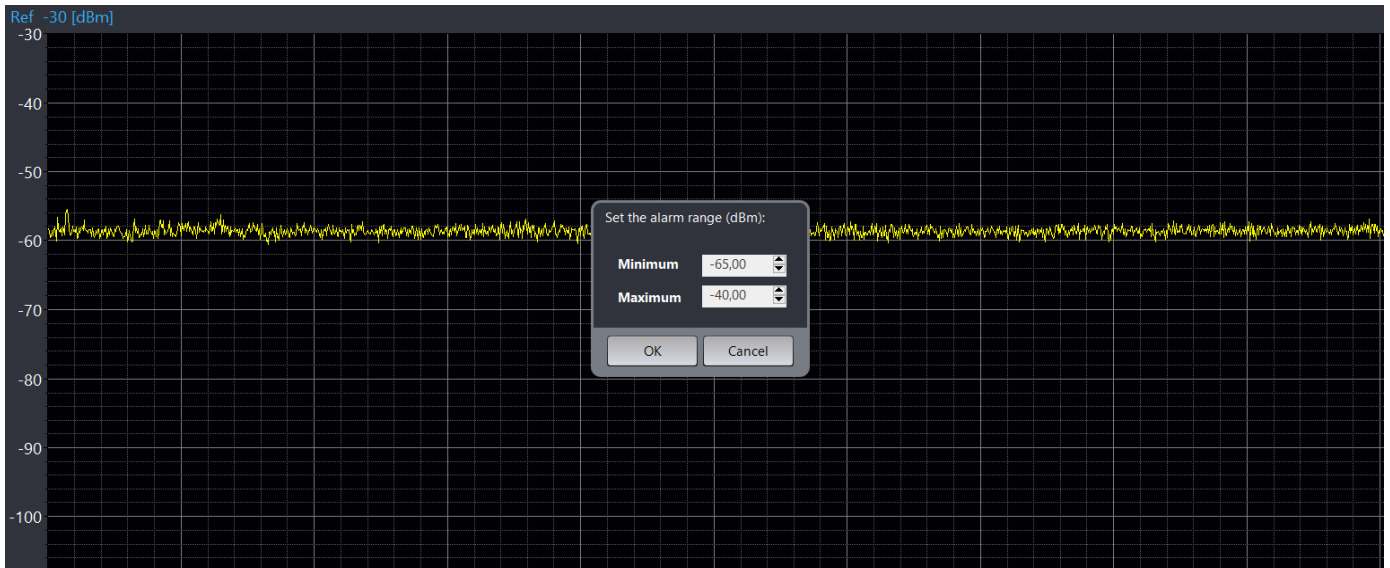 Ref -30 [dBm]
-30
-40
-50
-60
-70
-80
-90
-100
Set the alarm range (dBm):
Minimum -65,00
Maximum -40,00
OK Cancel